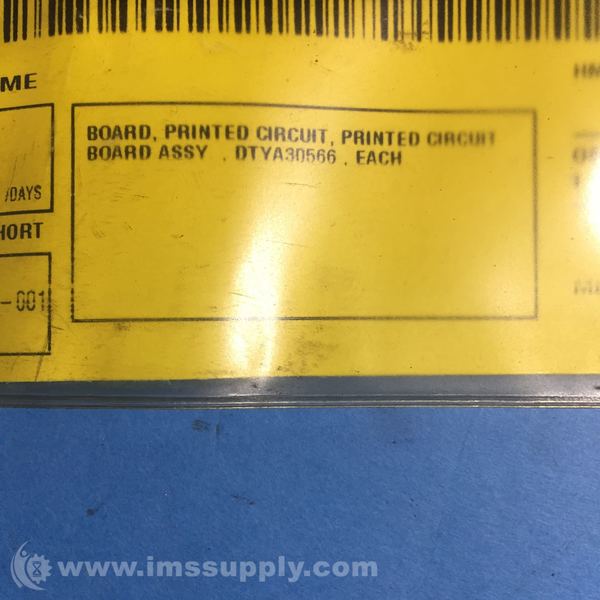 ME
BOARD, PRINTED CIRCUIT, PRINTED CIRCUIT
BOARD ASSY , DTYA30566 , EACH
/DAYS
HORT
-001
www.imssupply.com